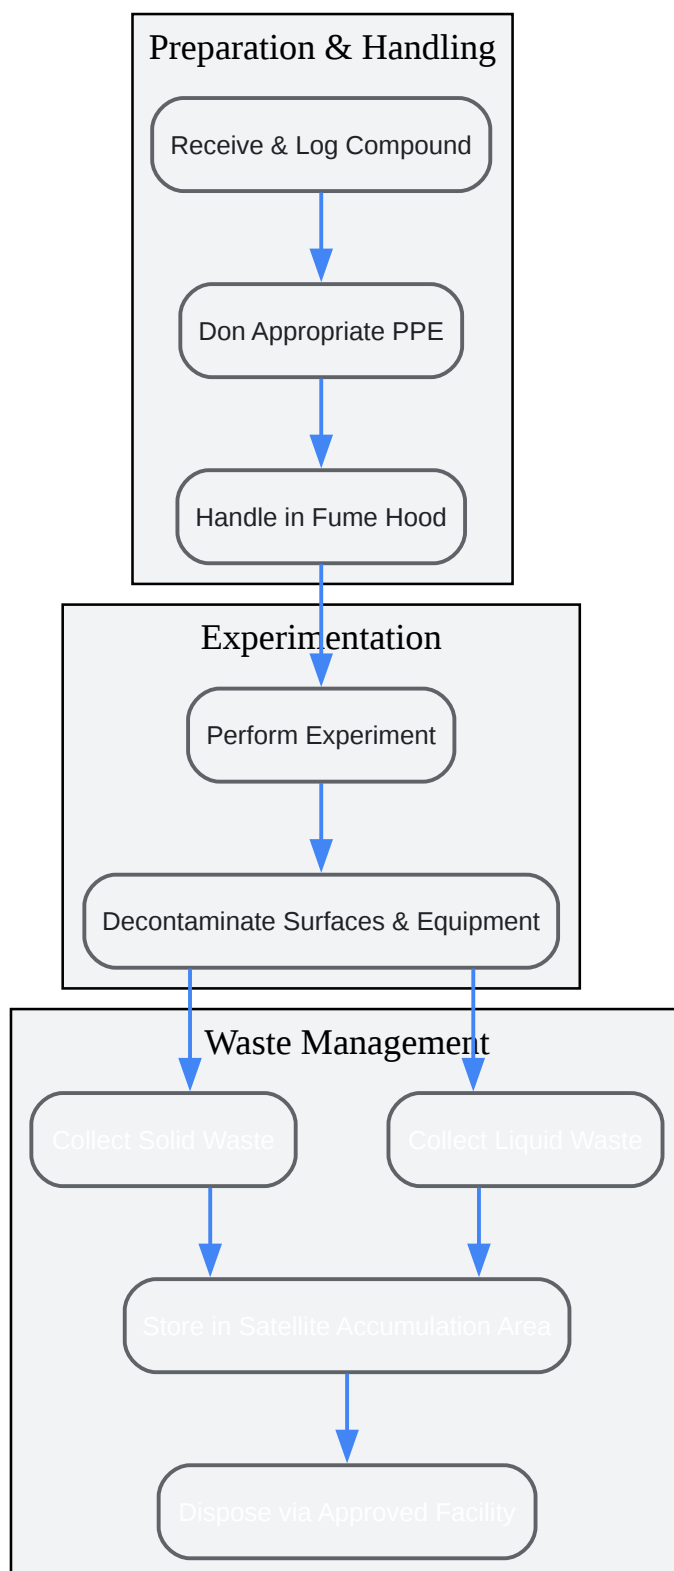 Preparation & Handling
Receive & Log Compound
Don Appropriate PPE
Handle in Fume Hood
Experimentation
Perform Experiment
Decontaminate Surfaces & Equipment
Waste Management
Collect Solid Waste
Collect Liquid Waste
Store in Satellite Accumulation Area
Dispose via Approved Facility